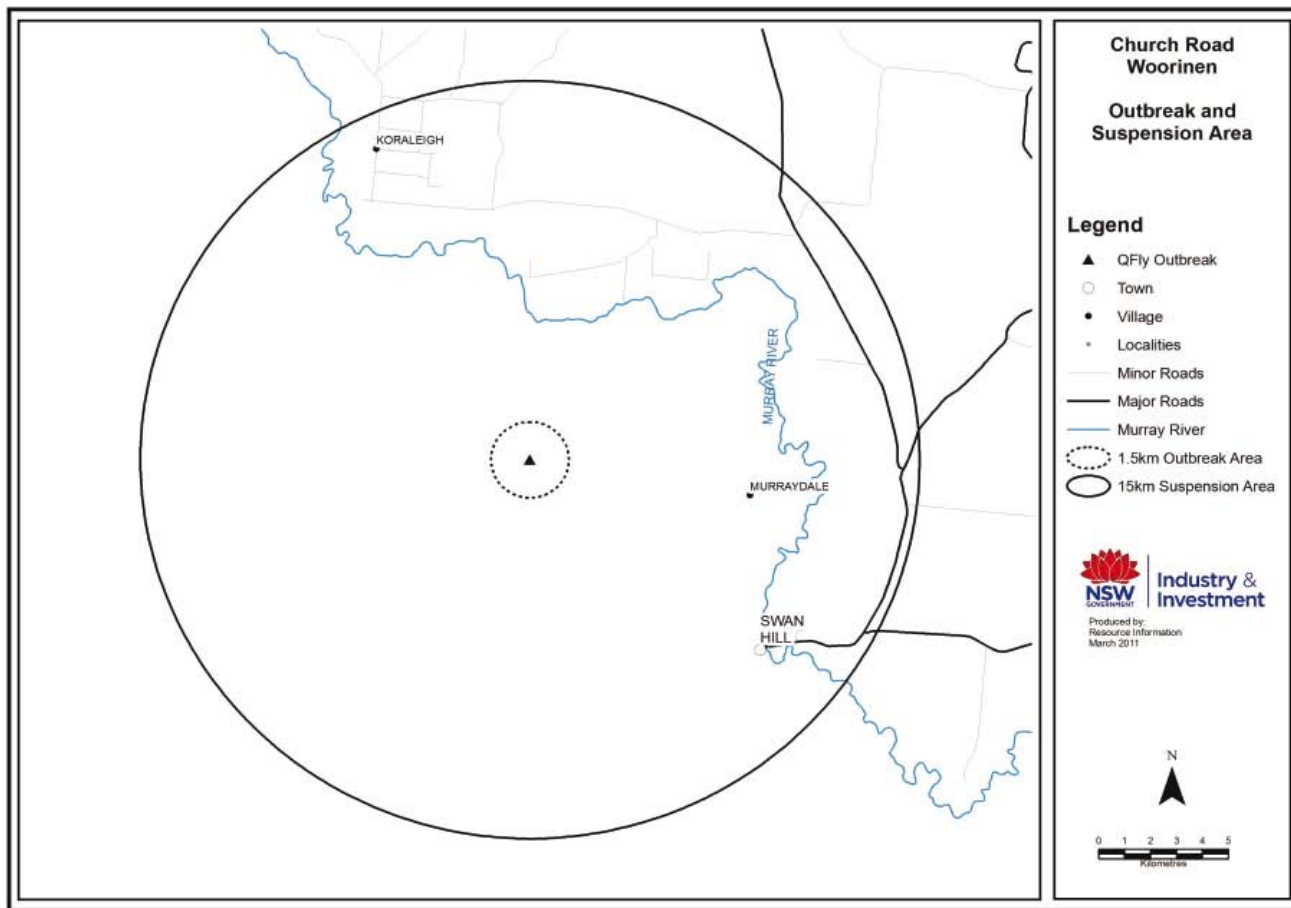 KORALEIGH
MURRAY RIVER
MURRAYDALE
SWAN
HILL
Church Road
Woorinen
Outbreak and
Suspension Area
Legend
QFly Outbreak
Town
Village
Localities
Minor Roads
Major Roads
Murray River
1.5km Outbreak Area
15km Suspension Area
NSW
GOVERNMENT
Industry &
Investment
Produced by:
Resource Information
March 2011
N
0 1 2 3 4 5
Kilometres